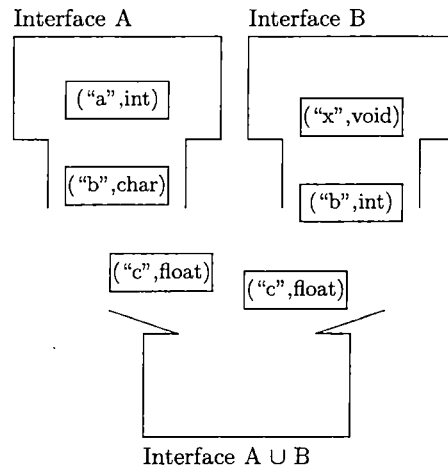 Interface A
Interface B
(“a”,int)
(“x”,void)
(“b”,char)
(“b”,int)
(“c”,float)
(“c”,float)
Interface A ∪ B